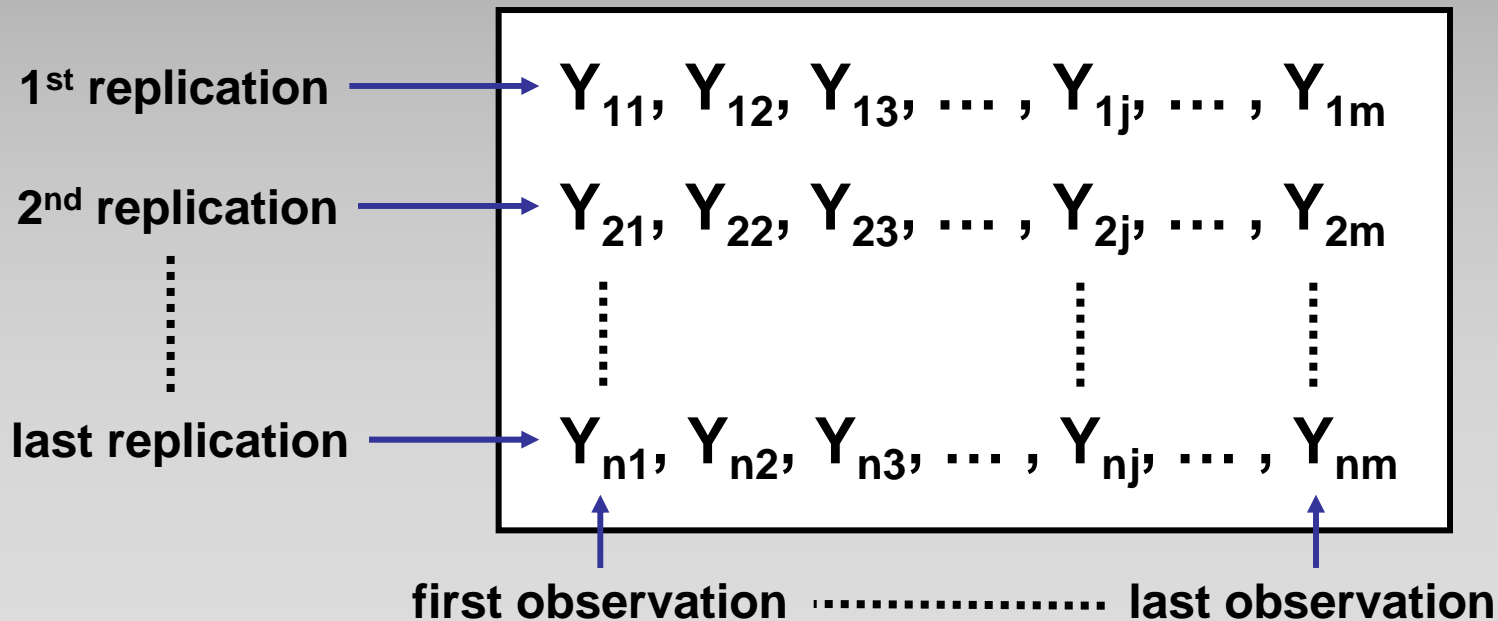 1st replication Y11, Y12, Y13, … , Y1j, … , Y1m
2nd replication Y21, Y22, Y23, … , Y2j, … , Y2m
last replication Yn1, Yn2, Yn3, … , Ynj, … , Ynm
first observation last observation